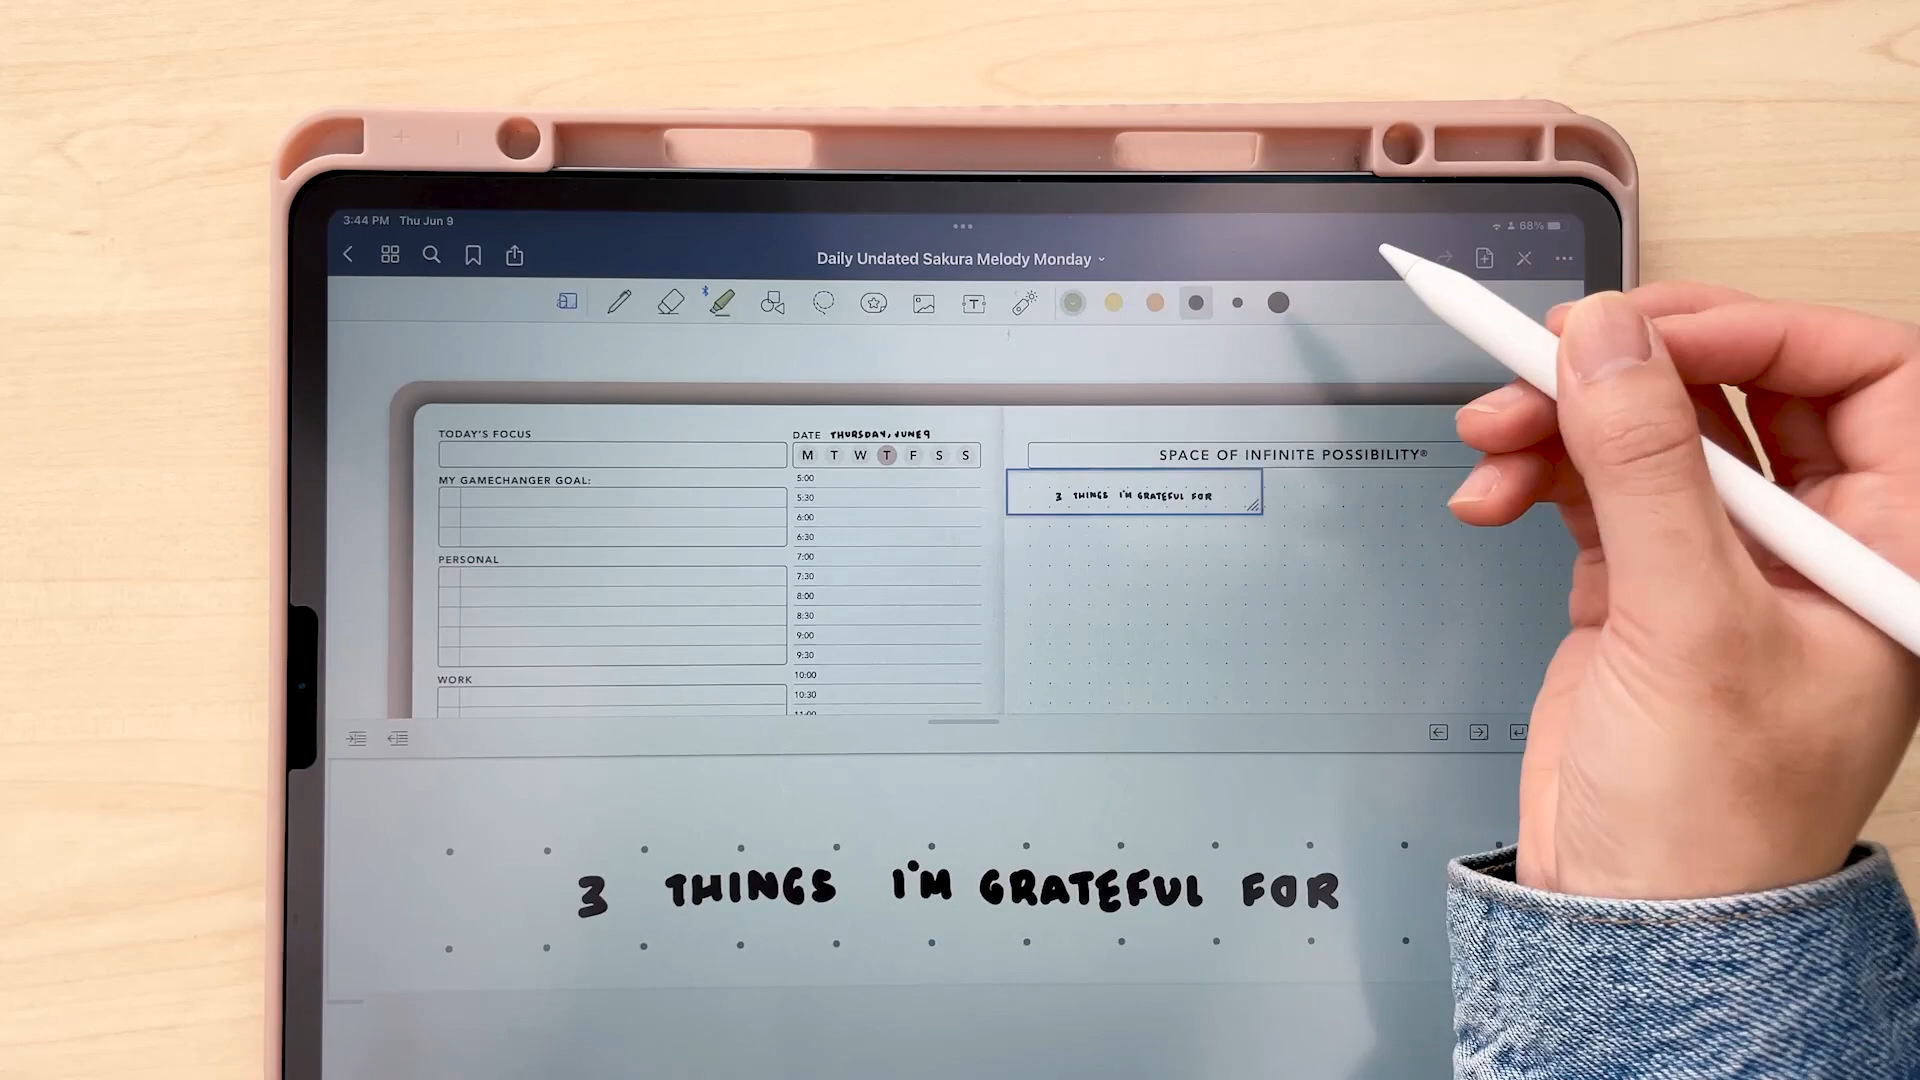 3:44 PM Thu Jun 9
68%
Daily Undated Sakura Melody Monday
T
TODAY'S FOCUS
DATE THURSDAY, JUNE 9
M T W T F S S
SPACE OF INFINITE POSSIBILITY®
MY GAMECHANGER GOAL:
5:00
3 THINGS I'M GRATEFUL FOR
5:30
6:00
6:30
PERSONAL
7:00
7:30
8:00
8:30
9:00
9:30
WORK
10:00
10:30
11:00
3 THINGS I'M GRATEFUL FOR